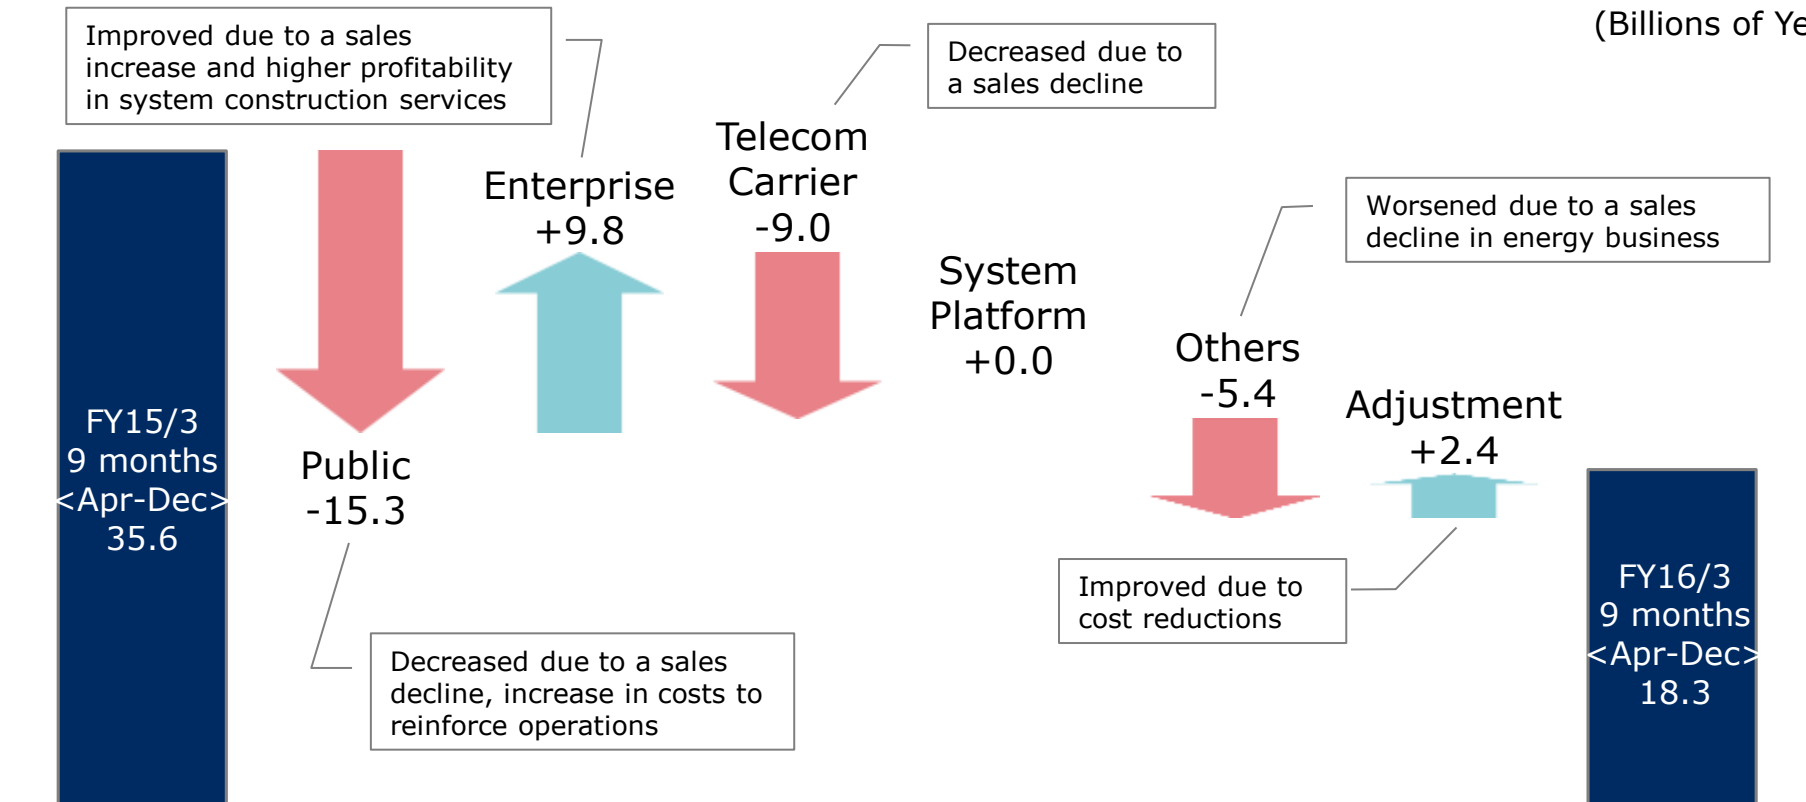 (Billions of Ye
Improved due to a sales
increase and higher profitability
in system construction services
Decreased due to
a sales decline
Telecom
Carrier
-9.0
Enterprise
+9.8
Worsened due to a sales
decline in energy business
System
Platform
+0.0
Others
-5.4
Adjustment
+2.4
FY15/3
9 months
<Apr-Dec>
35.6
Public
-15.3
Improved due to
cost reductions
FY16/3
9 months
<Apr-Dec>
18.3
Decreased due to a sales
decline, increase in costs to
reinforce operations